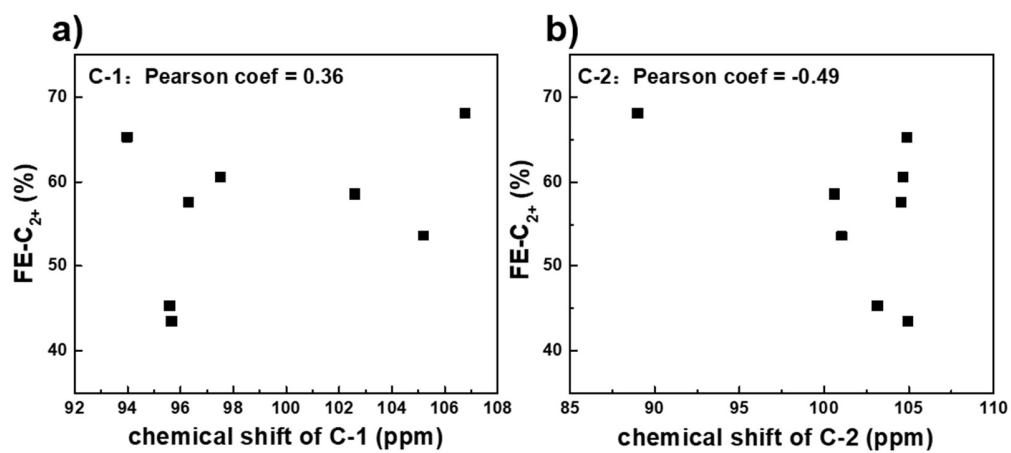 a)
C-1: Pearson coef = 0.36
FE-C2+ (%)
70
60
50
40
92 94 96 98 100 102 104 106 108
chemical shift of C-1 (ppm)
b)
C-2: Pearson coef = -0.49
FE-C2+ (%)
70
60
50
40
85 90 95 100 105 110
chemical shift of C-2 (ppm)